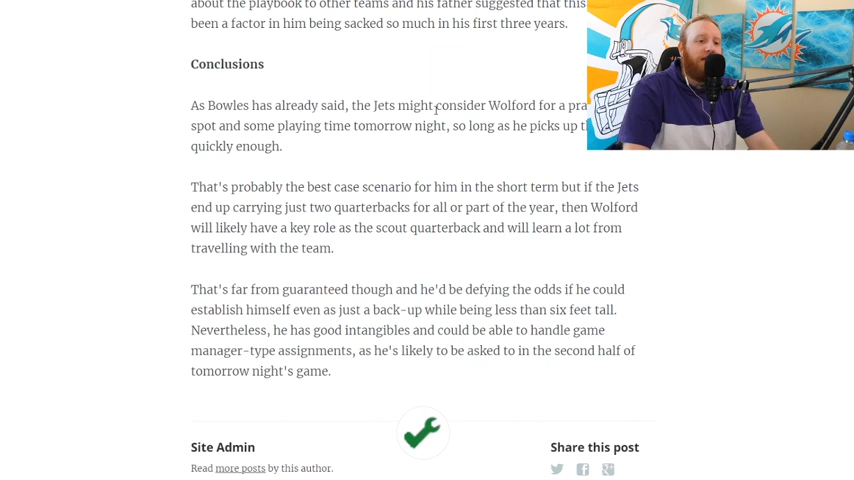 about the playbook to other teams and his father suggested that this
been a factor in him being sacked so much in his first three years.
Conclusions
As Bowles has already said, the Jets might consider Wolford for a pra
spot and some playing time tomorrow night, so long as he picks up t
quickly enough.
That's probably the best case scenario for him in the short term but if the Jets
end up carrying just two quarterbacks for all or part of the year, then Wolford
will likely have a key role as the scout quarterback and will learn a lot from
travelling with the team.
That's far from guaranteed though and he'd be defying the odds if he could
establish himself even as just a back-up while being less than six feet tall.
Nevertheless, he has good intangibles and could be able to handle game
manager-type assignments, as he's likely to be asked to in the second half of
tomorrow night's game.
Site Admin
Share this post
Read more posts by this author.